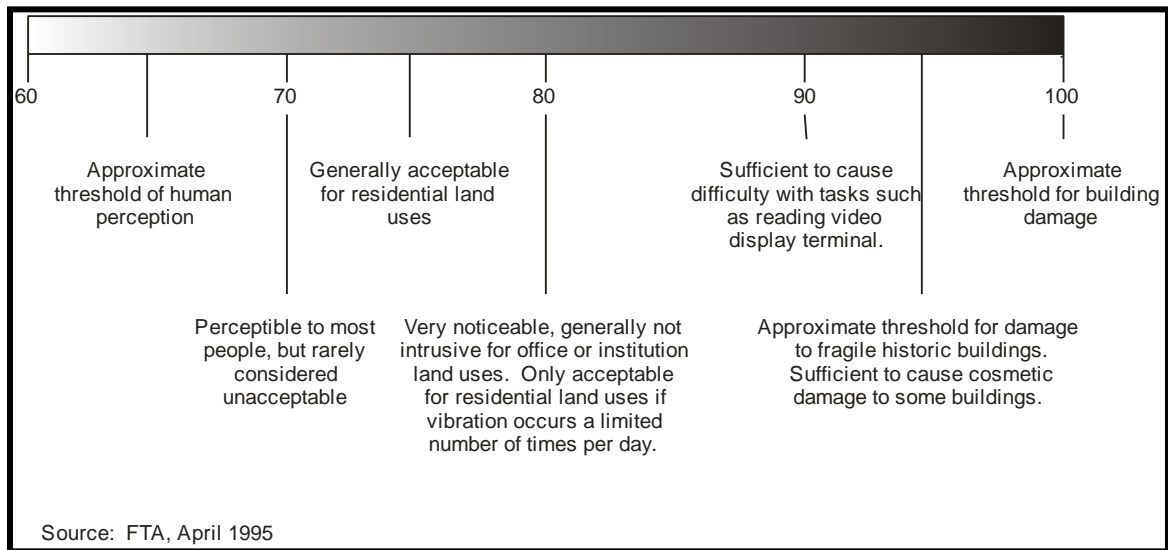 60
70
80
90
100
Approximate
threshold of human
perception
Generally acceptable
for residential land
uses
Sufficient to cause
difficulty with tasks such
as reading video
display terminal.
Approximate
threshold for building
damage
Perceptible to most
people, but rarely
considered
unacceptable
Very noticeable, generally not
intrusive for office or institution
land uses.  Only acceptable
for residential land uses if
vibration occurs a limited
number of times per day.
Approximate threshold for damage
to fragile historic buildings.
Sufficient to cause cosmetic
damage to some buildings.
Source:  FTA, April 1995